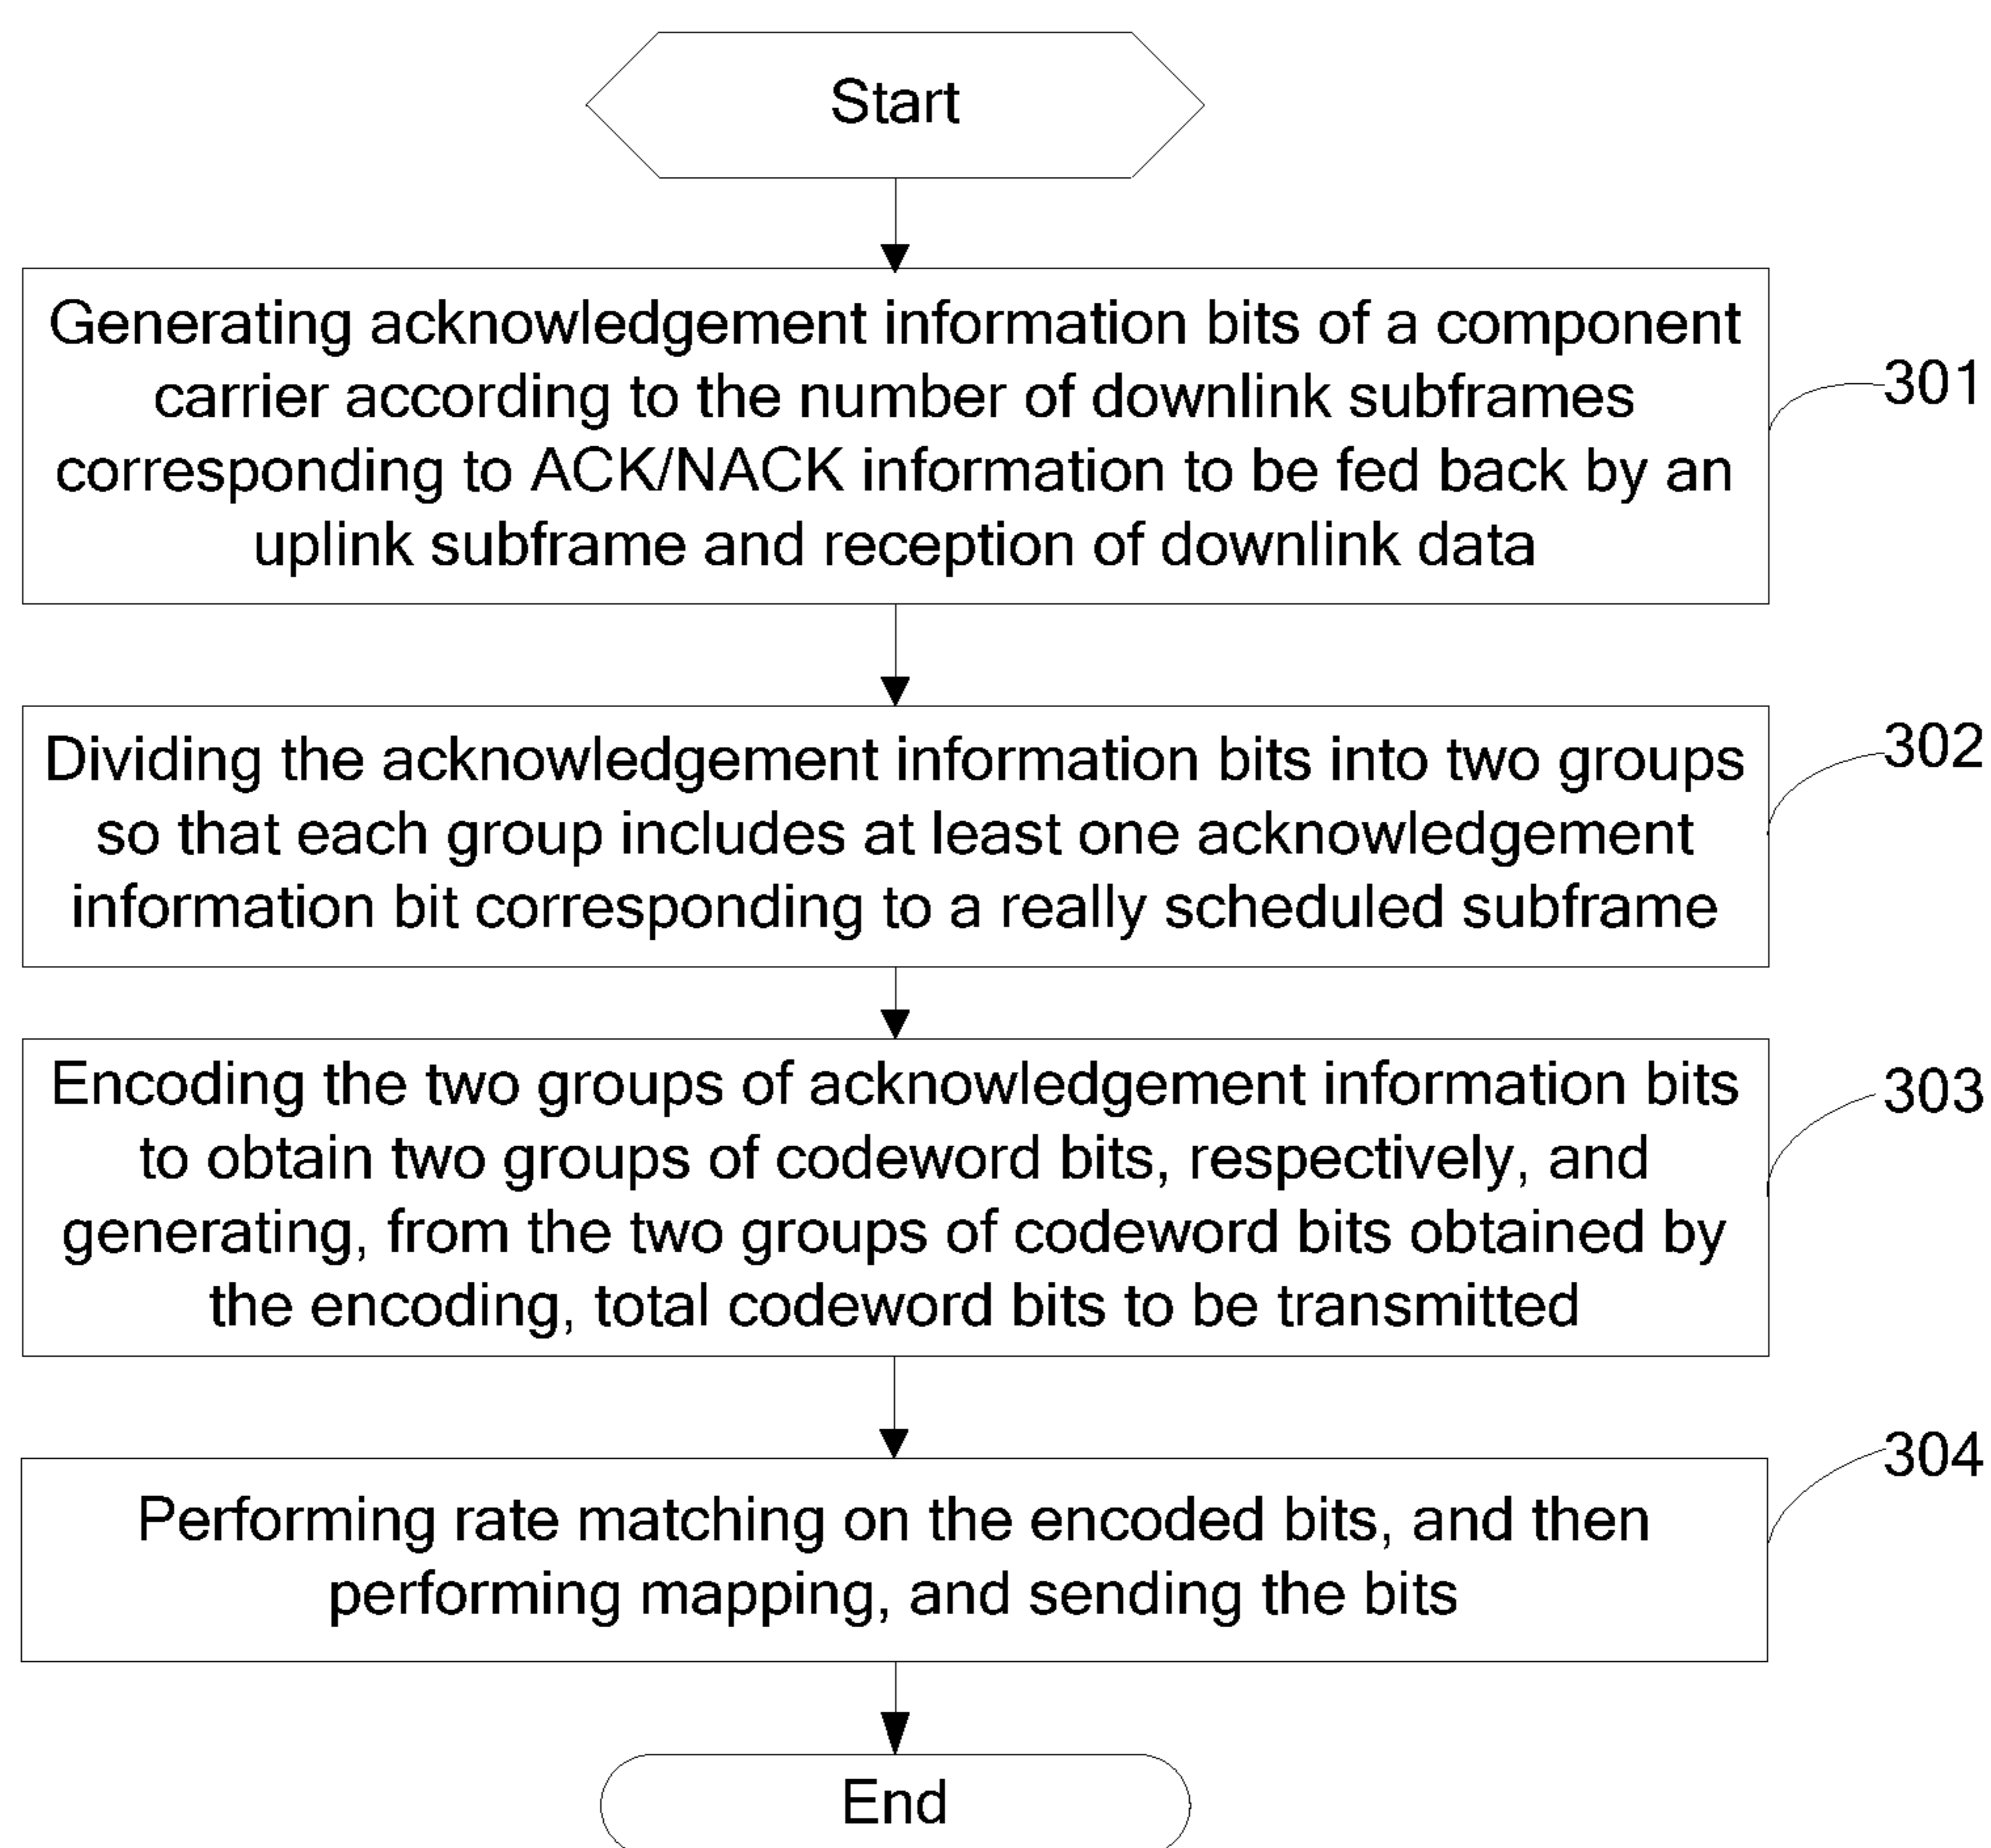 Start
Generating acknowledgement information bits of a component
carrier according to the number of downlink subframes
corresponding to ACK/NACK information to be fed back by an
uplink subframe and reception of downlink data
301
Dividing the acknowledgement information bits into two groups
so that each group includes at least one acknowledgement
information bit corresponding to a really scheduled subframe
302
Encoding the two groups of acknowledgement information bits
to obtain two groups of codeword bits, respectively, and
generating, from the two groups of codeword bits obtained by
the encoding, total codeword bits to be transmitted
303
Performing rate matching on the encoded bits, and then
performing mapping, and sending the bits
304
End